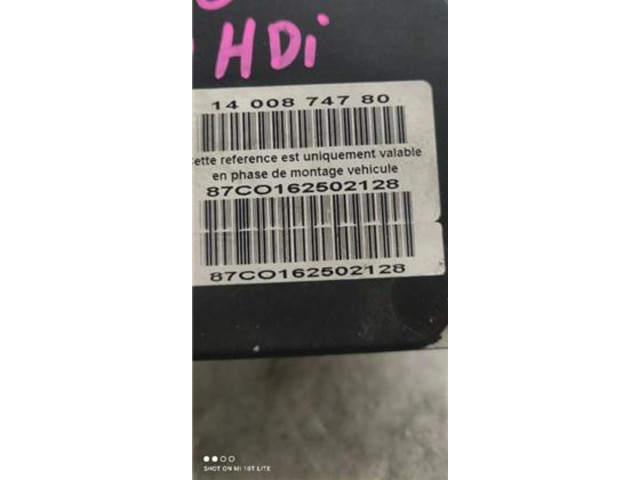 HDi
14 008 747 80
cette reference est uniquement valable
en phase de montage vehicule
87CO162502128
87CO162502128
SHOT ON MI 10T LITE